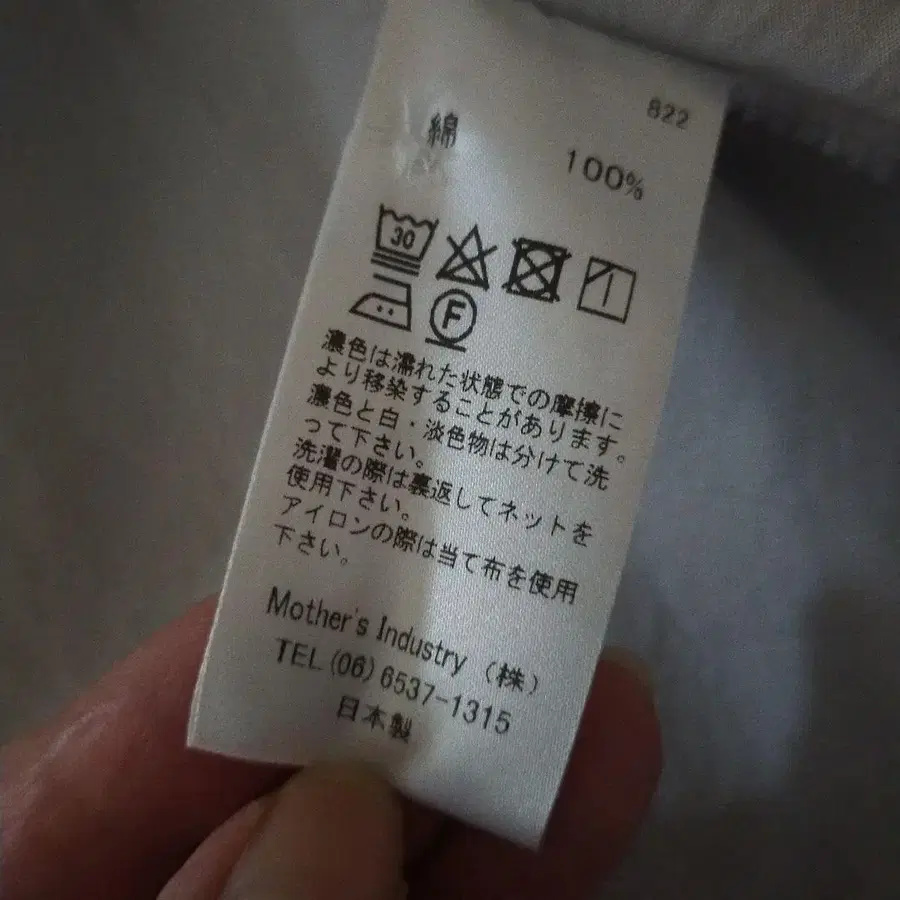 822
綿 100%
30
F
濃色は濡れた状態での摩擦に
より移染することがあります。
濃色と白・淡色物は分けて洗
って下さい。
洗濯の際は裏返してネットを
使用下さい。
アイロンの際は当て布を使用
下さい。
Mother's Industry (株)
TEL (06) 6537-1315
日本製